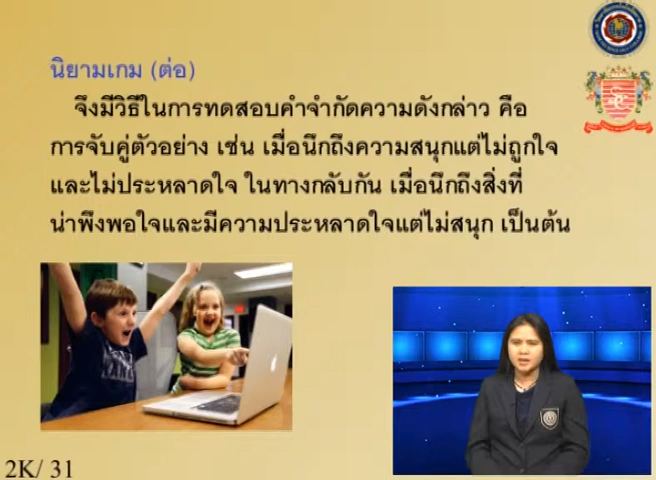 นิยามเกม (ต่อ)
จึงมีวิธีในการทดสอบคำจำกัดความดังกล่าว คือ
การจับคู่ตัวอย่าง เช่น เมื่อนึกถึงความสนุกแต่ไม่ถูกใจ
และไม่ประหลาดใจ ในทางกลับกัน เมื่อนึกถึงสิ่งที่
น่าพึงพอใจและมีความประหลาดใจแต่ไม่สนุก เป็นต้น
2K/ 31